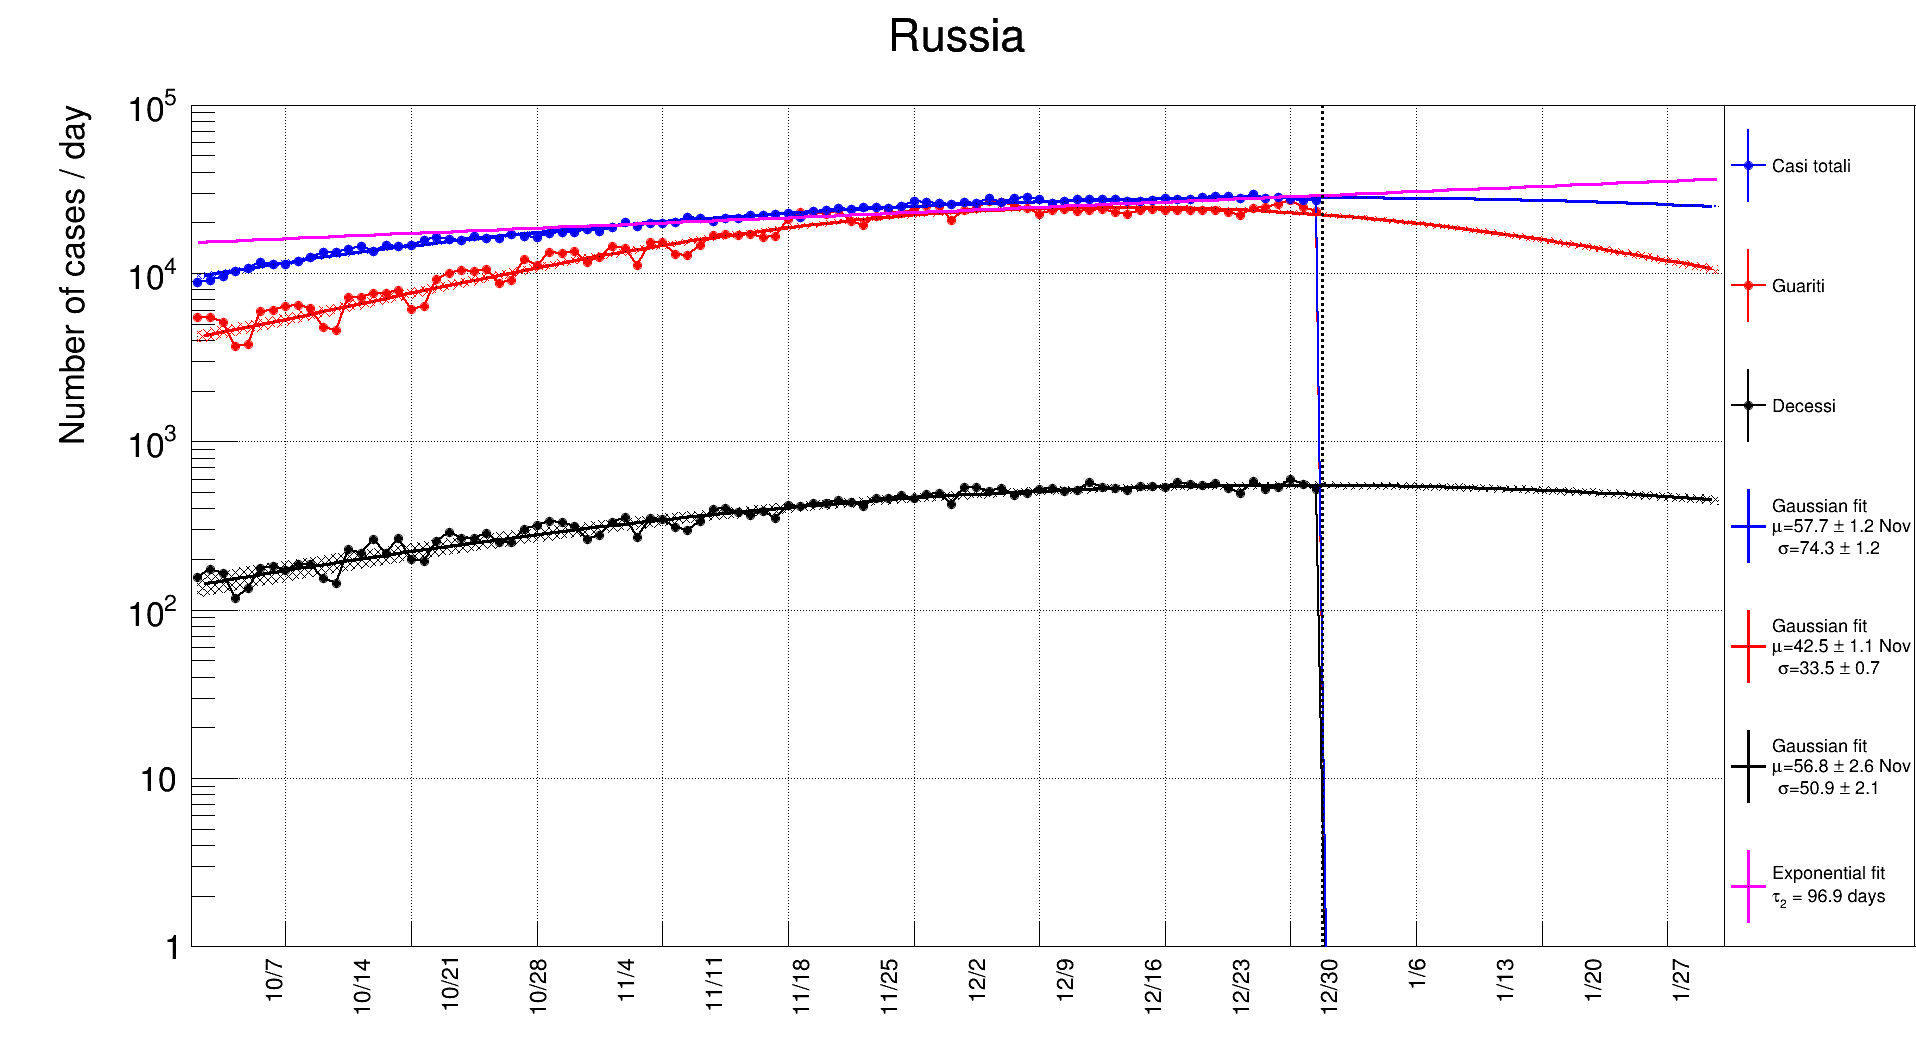 Russia
Number of cases / day
10^5
10^4
10^3
10^2
10
1
10/7
10/14
10/21
10/28
11/4
11/11
11/18
11/25
12/2
12/9
12/16
12/23
12/30
1/6
1/13
1/20
1/27
Casi totali
Guariti
Decessi
Gaussian fit
μ=57.7 ± 1.2 Nov
σ=74.3 ± 1.2
Gaussian fit
μ=42.5 ± 1.1 Nov
σ=33.5 ± 0.7
Gaussian fit
μ=56.8 ± 2.6 Nov
σ=50.9 ± 2.1
Exponential fit
τ₂ = 96.9 days